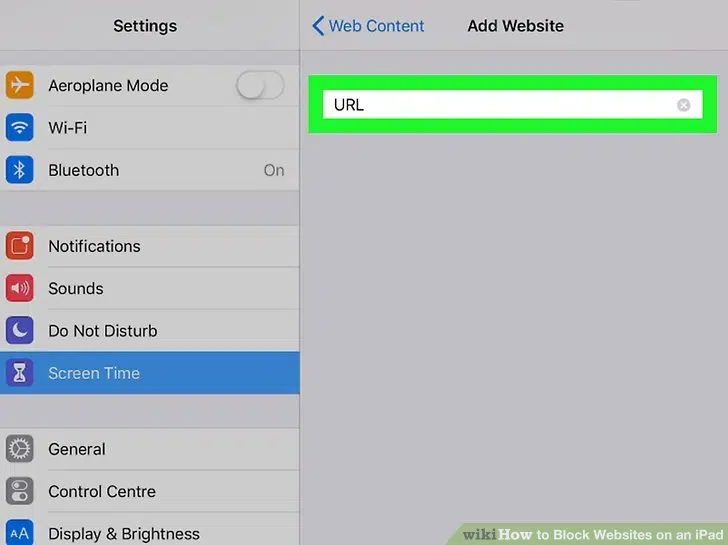 Settings
Aeroplane Mode
Wi-Fi
Bluetooth On
Notifications
Sounds
Do Not Disturb
Screen Time
General
Control Centre
AA Display & Brightness
Web Content Add Website
URL
wikiHow to Block Websites on an iPad